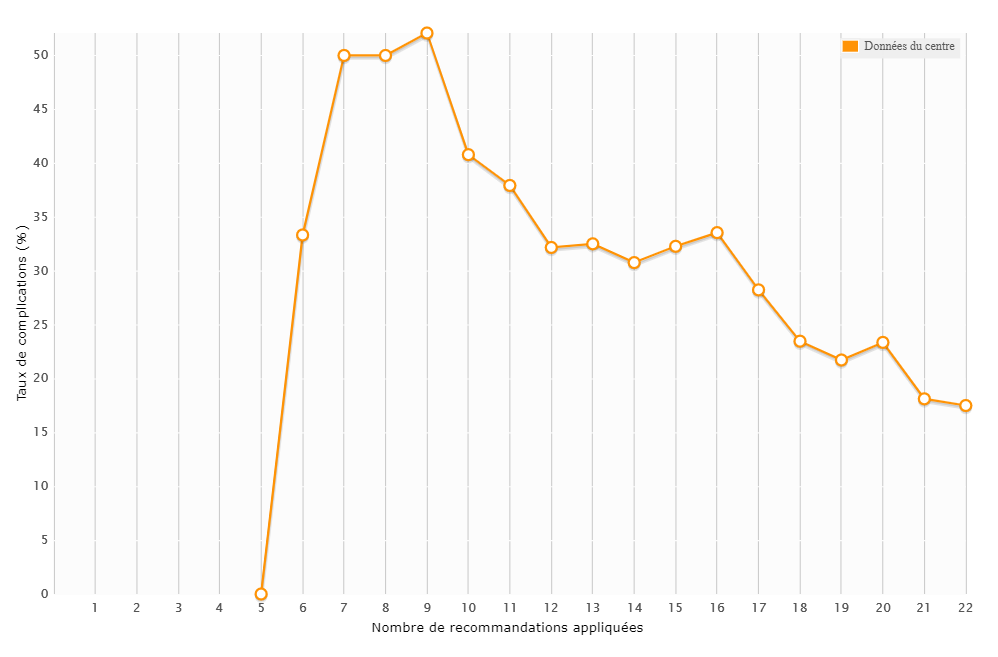 Données du centre
50
45
40
35
30
25
20
15
10
5
0
Taux de complications (%)
1 2 3 4 5 6 7 8 9 10 11 12 13 14 15 16 17 18 19 20 21 22
Nombre de recommandations appliquées